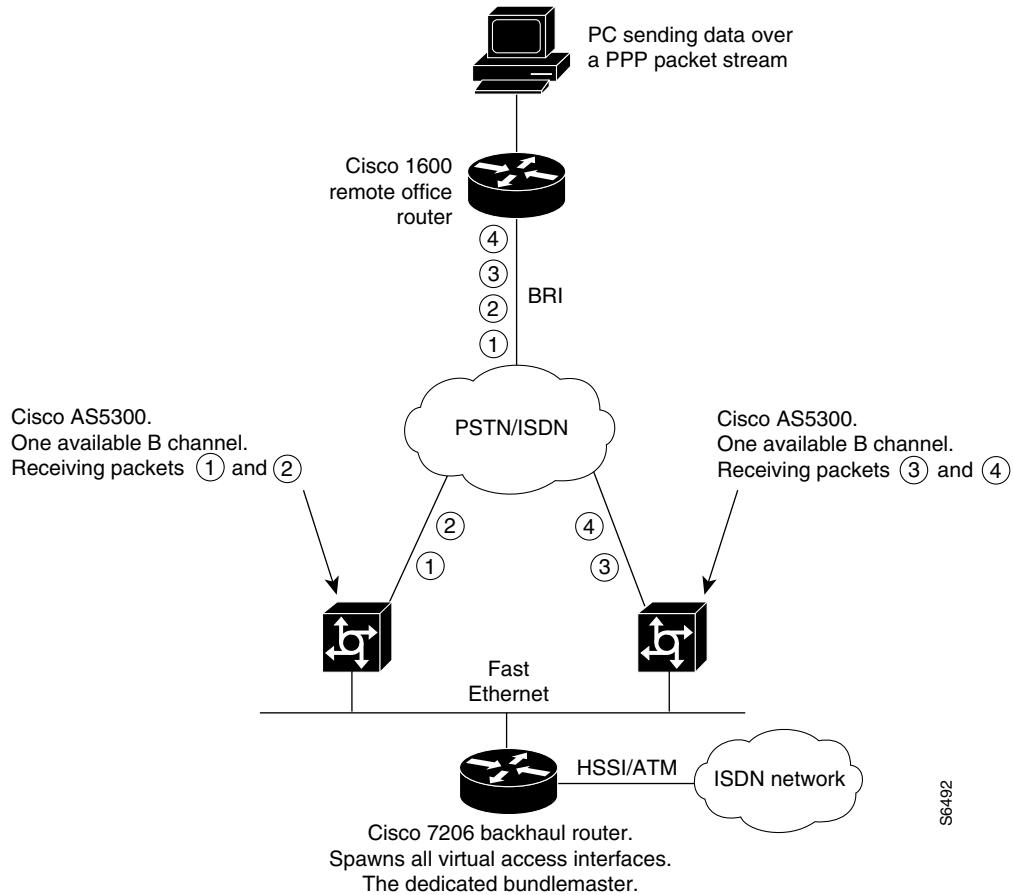 PC sending data over
a PPP packet stream
Cisco 1600
remote office
router
4
3
2
1
BRI
PSTN/ISDN
Cisco AS5300.
One available B channel.
Receiving packets 1 and 2
Cisco AS5300.
One available B channel.
Receiving packets 3 and 4
2
1
4
3
Fast
Ethernet
HSSI/ATM
ISDN network
Cisco 7206 backhaul router.
Spawns all virtual access interfaces.
The dedicated bundlemaster.
S6492